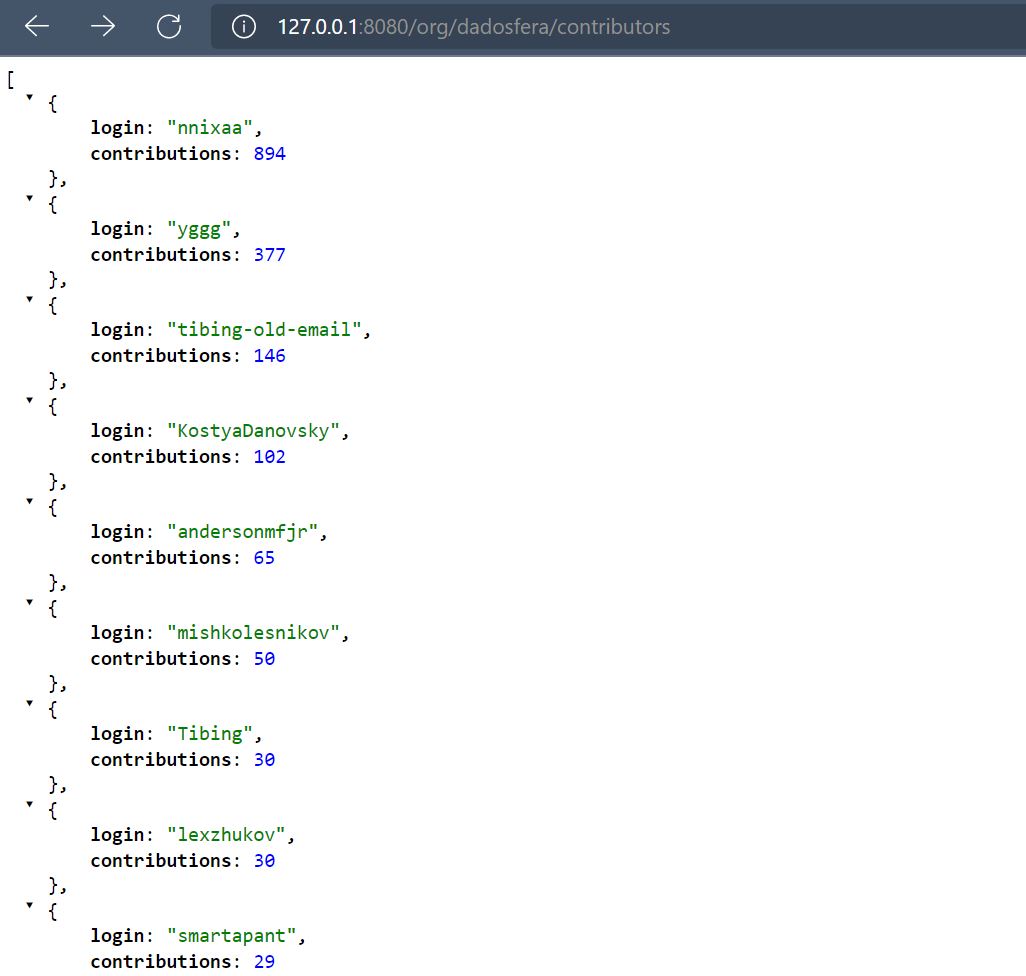 127.0.0.1:8080/org/dadosfera/contributors
[
{
login: "nnixaa",
contributions: 894
},
{
login: "yggg",
contributions: 377
},
{
login: "tibing-old-email",
contributions: 146
},
{
login: "KostyaDanovsky",
contributions: 102
},
{
login: "andersonmfjr",
contributions: 65
},
{
login: "mishkolesnikov",
contributions: 50
},
{
login: "Tibing",
contributions: 30
},
{
login: "lexzhukov",
contributions: 30
},
{
login: "smartapant",
contributions: 29